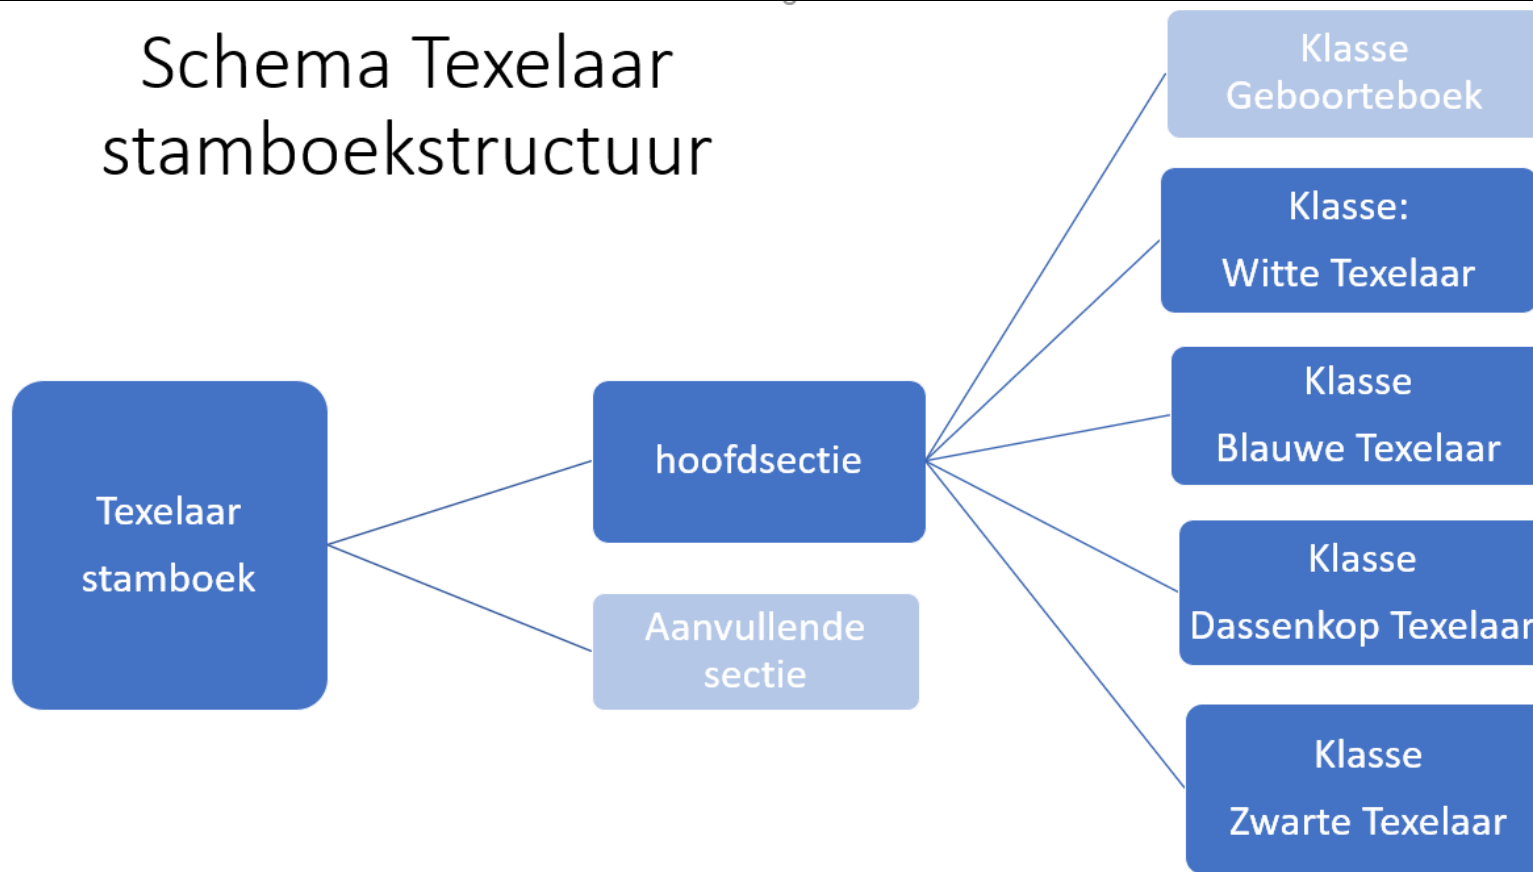 Schema Texelaar
stamboekstructuur
Texelaar
stamboek
hoofdsectie
Aanvullende
sectie
Klasse
Geboorteboek
Klasse:
Witte Texelaar
Klasse
Blauwe Texelaar
Klasse
Dassenkop Texelaar
Klasse
Zwarte Texelaar